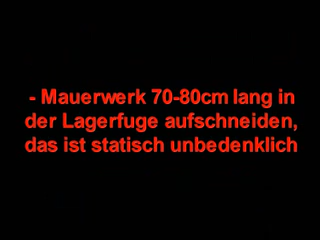 - Mauerwerk 70-80cm lang in
der Lagerfuge aufschneiden,
das ist statisch unbedenklich